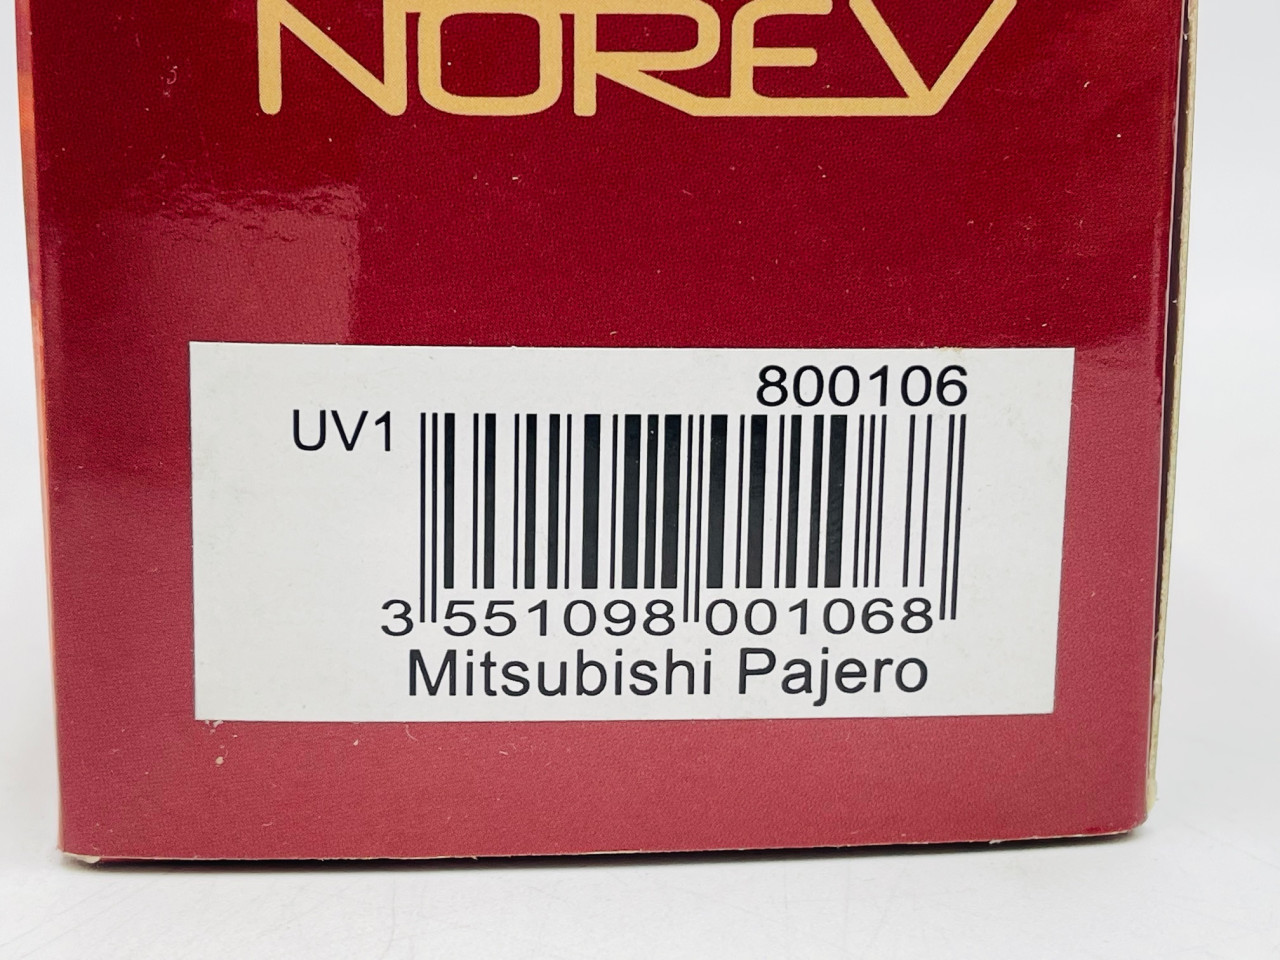 NOREV
800106
UV1
3 551098 001068
Mitsubishi Pajero